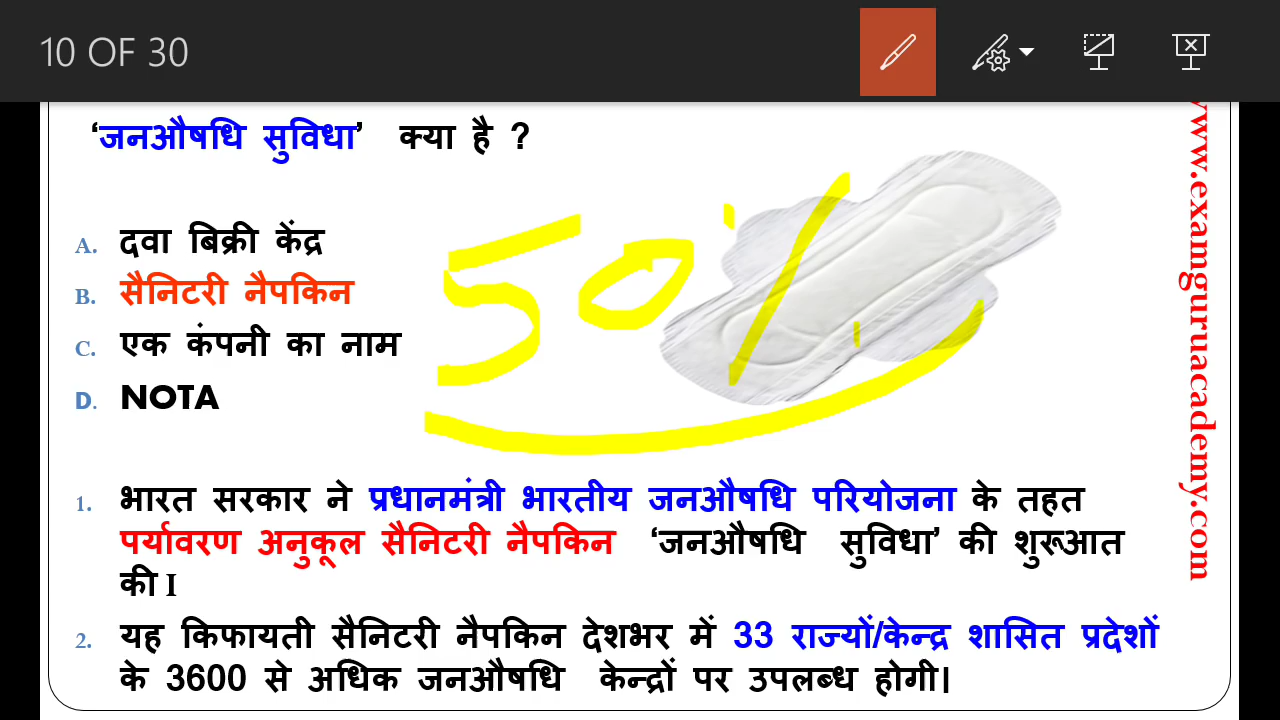 10 OF 30
‘जनऔषधि सुविधा’ क्या है ?
A. दवा बिक्री केंद्र
B. सैनिटरी नैपकिन
C. एक कंपनी का नाम
D. NOTA
50%
1. भारत सरकार ने प्रधानमंत्री भारतीय जनऔषधि परियोजना के तहत
पर्यावरण अनुकूल सैनिटरी नैपकिन ‘जनऔषधि सुविधा’ की शुरूआत
की I
2. यह किफायती सैनिटरी नैपकिन देशभर में 33 राज्यों/केन्द्र शासित प्रदेशों
के 3600 से अधिक जनऔषधि केन्द्रों पर उपलब्ध होगी।
www.examguruacademy.com